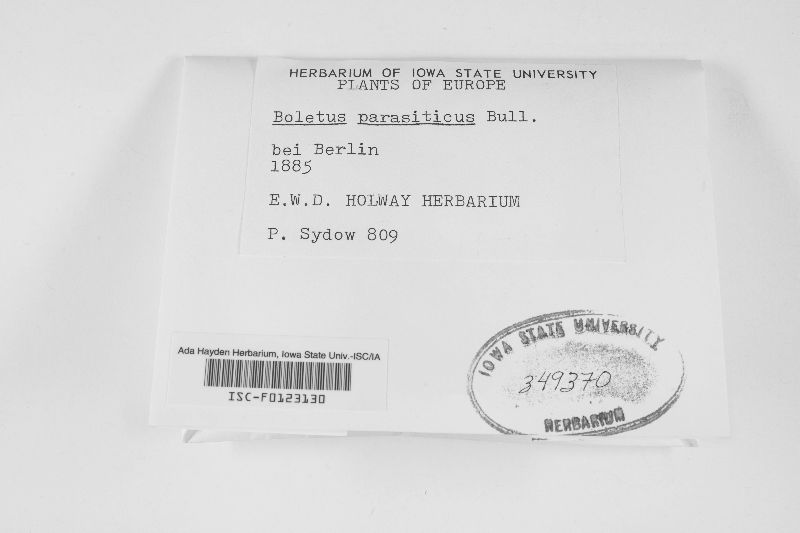 HERBARIUM OF IOWA STATE UNIVERSITY
PLANTS OF EUROPE
Boletus parasiticus Bull.
bei Berlin
1885
E.W.D. HOLWAY HERBARIUM
P. Sydow 809
Ada Hayden Herbarium, Iowa State Univ.-ISC/IA
ISC-F0123130
IOWA STATE UNIVERSITY
349370
HERBARIUM